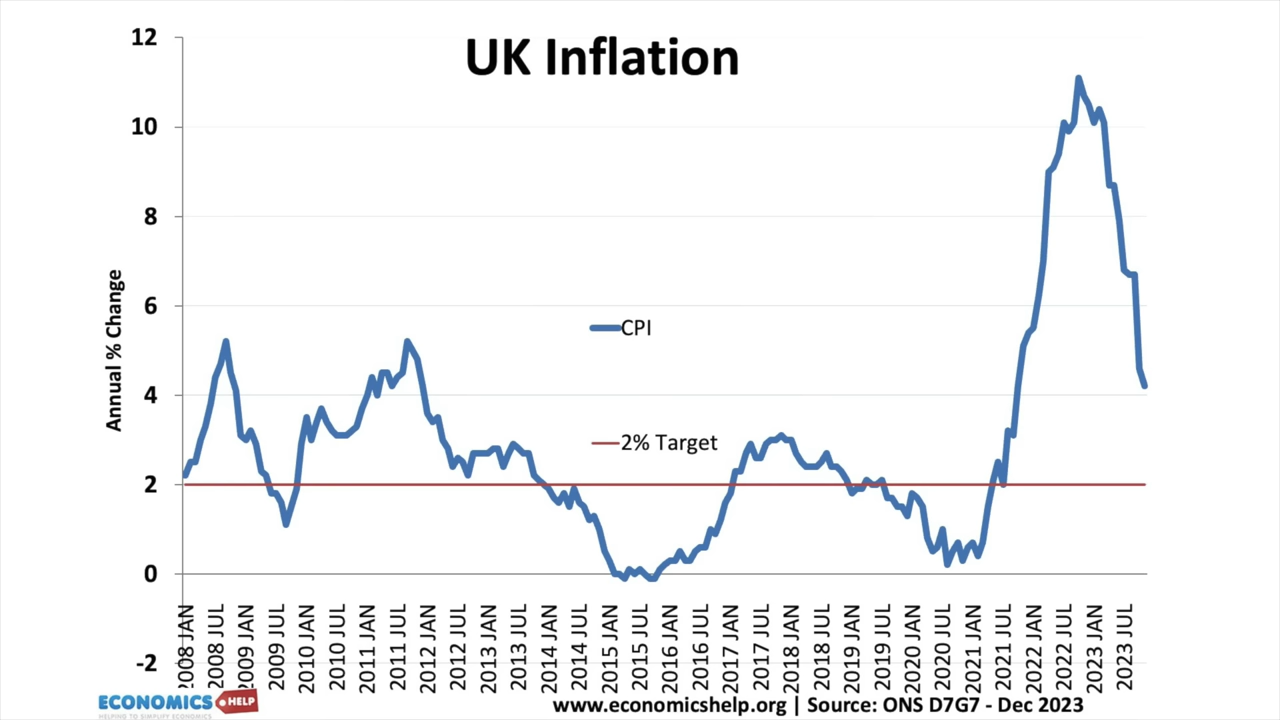 UK Inflation
12
10
8
6
4
2
0
-2
Annual % Change
CPI
2% Target
2008 JAN
2008 JUL
2009 JAN
2009 JUL
2010 JAN
2010 JUL
2011 JAN
2011 JUL
2012 JAN
2012 JUL
2013 JAN
2013 JUL
2014 JAN
2014 JUL
2015 JAN
2015 JUL
2016 JAN
2016 JUL
2017 JAN
2017 JUL
2018 JAN
2018 JUL
2019 JAN
2019 JUL
2020 JAN
2020 JUL
2021 JAN
2021 JUL
2022 JAN
2022 JUL
2023 JAN
2023 JUL
ECONOMICS HELP
HELPING TO SIMPLIFY ECONOMICS
www.economicshelp.org | Source: ONS D7G7 - Dec 2023